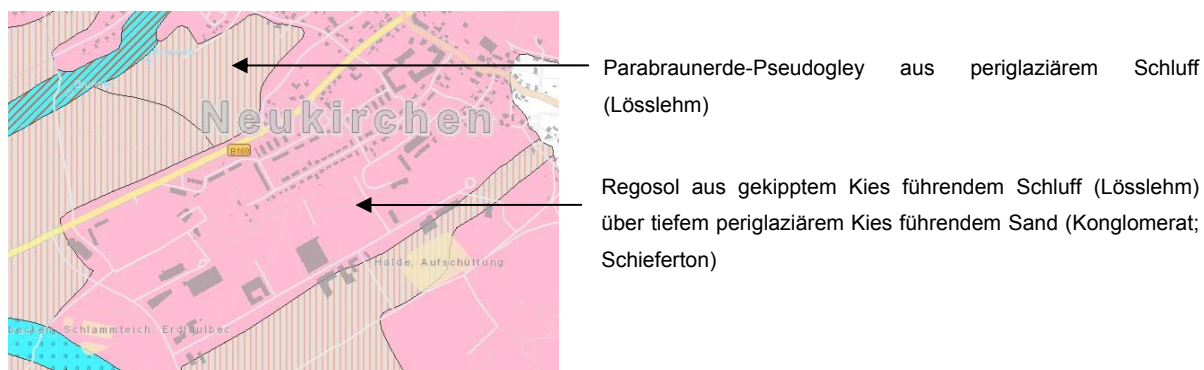 Parabraunerde-Pseudogley aus periglaziärem Schluff
(Lösslehm)
Neukirchen
B169
Regosol aus gekipptem Kies führendem Schluff (Lösslehm)
über tiefem periglaziärem Kies führendem Sand (Konglomerat;
Schieferton)
Halde, Aufschüttung
Schlammteich, Erdfaulbec